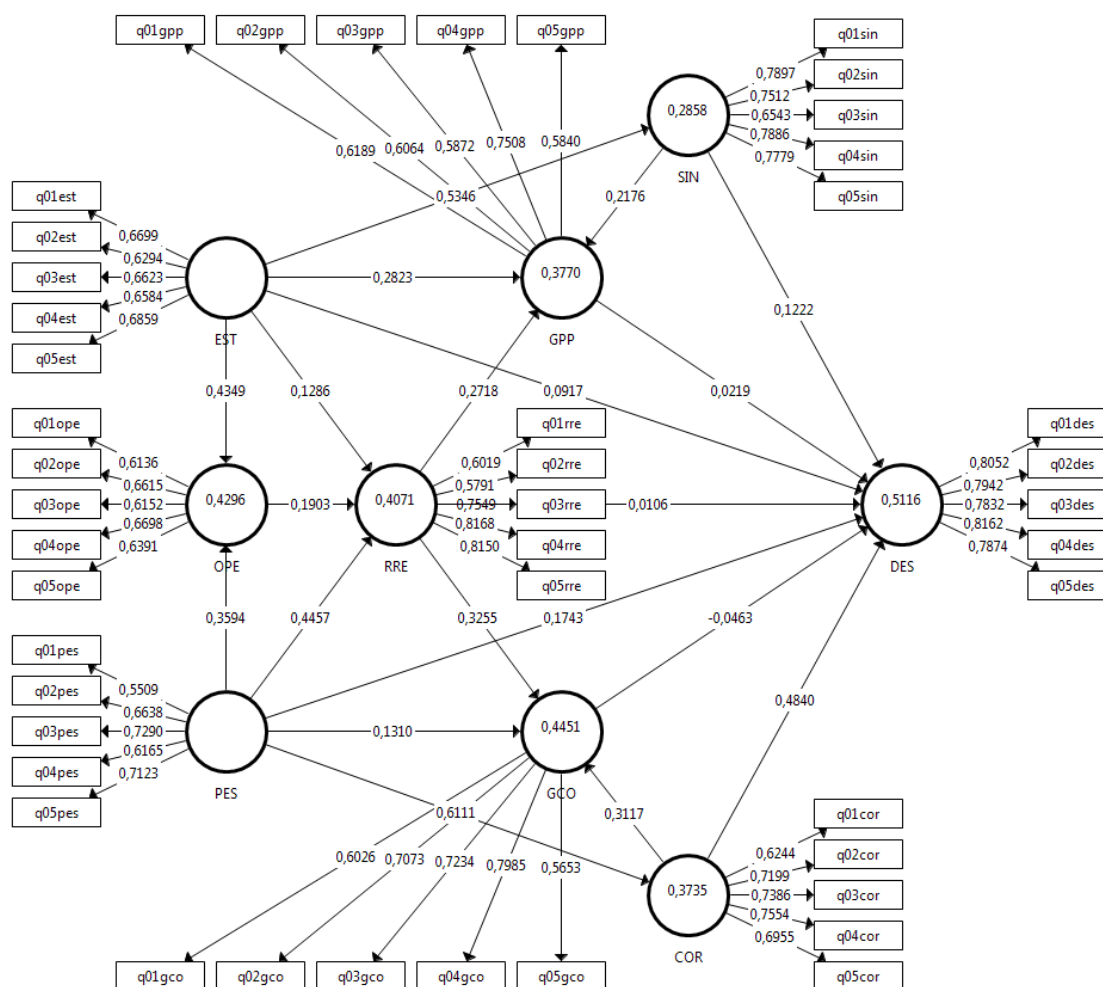 q01gpp
q02gpp
q03gpp
q04gpp
q05gpp
q01sin
q02sin
q03sin
q04sin
q05sin
0,7897
0,7512
0,6543
0,7886
0,7779
0,2858
SIN
0,6189
0,6064
0,5872
0,7508
0,5840
0,5346
0,2176
q01est
q02est
q03est
q04est
q05est
0,6699
0,6294
0,6623
0,6584
0,6859
EST
0,2823
0,3770
GPP
0,1222
0,4349
0,1286
0,2718
0,0917
0,0219
q01ope
q02ope
q03ope
q04ope
q05ope
0,6136
0,6615
0,6152
0,6698
0,6391
0,4296
OPE
0,1903
0,4071
RRE
0,6019
0,5791
0,7549
0,8168
0,8150
q01rre
q02rre
q03rre
q04rre
q05rre
0,0106
0,5116
DES
0,8052
0,7942
0,7832
0,8162
0,7874
q01des
q02des
q03des
q04des
q05des
0,3594
0,4457
0,3255
0,1743
-0,0463
q01pes
q02pes
q03pes
q04pes
q05pes
0,5509
0,6638
0,7290
0,6165
0,7123
PES
0,1310
0,4451
GCO
0,4840
0,6111
0,3117
0,6026
0,7073
0,7234
0,7985
0,5653
0,3735
COR
0,6244
0,7199
0,7386
0,7554
0,6955
q01cor
q02cor
q03cor
q04cor
q05cor
q01gco
q02gco
q03gco
q04gco
q05gco